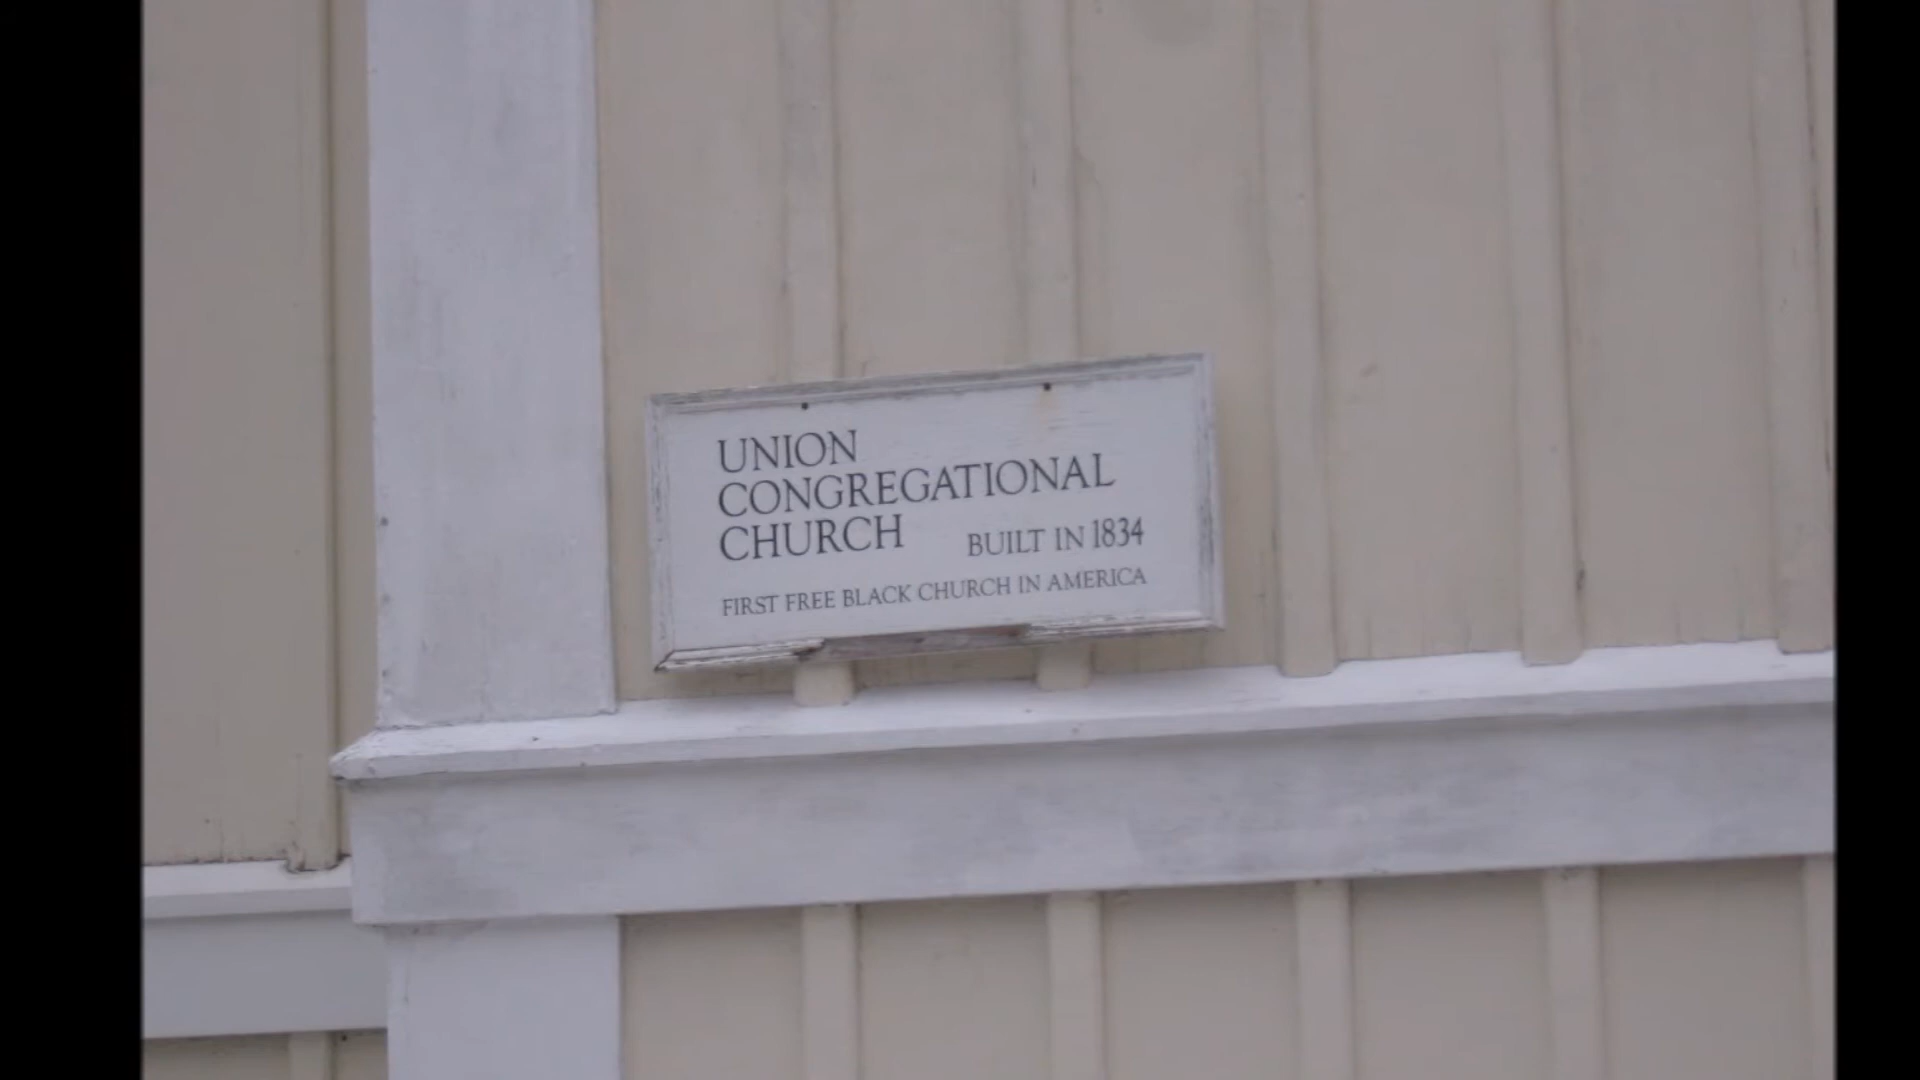 UNION
CONGREGATIONAL
CHURCH BUILT IN 1834
FIRST FREE BLACK CHURCH IN AMERICA